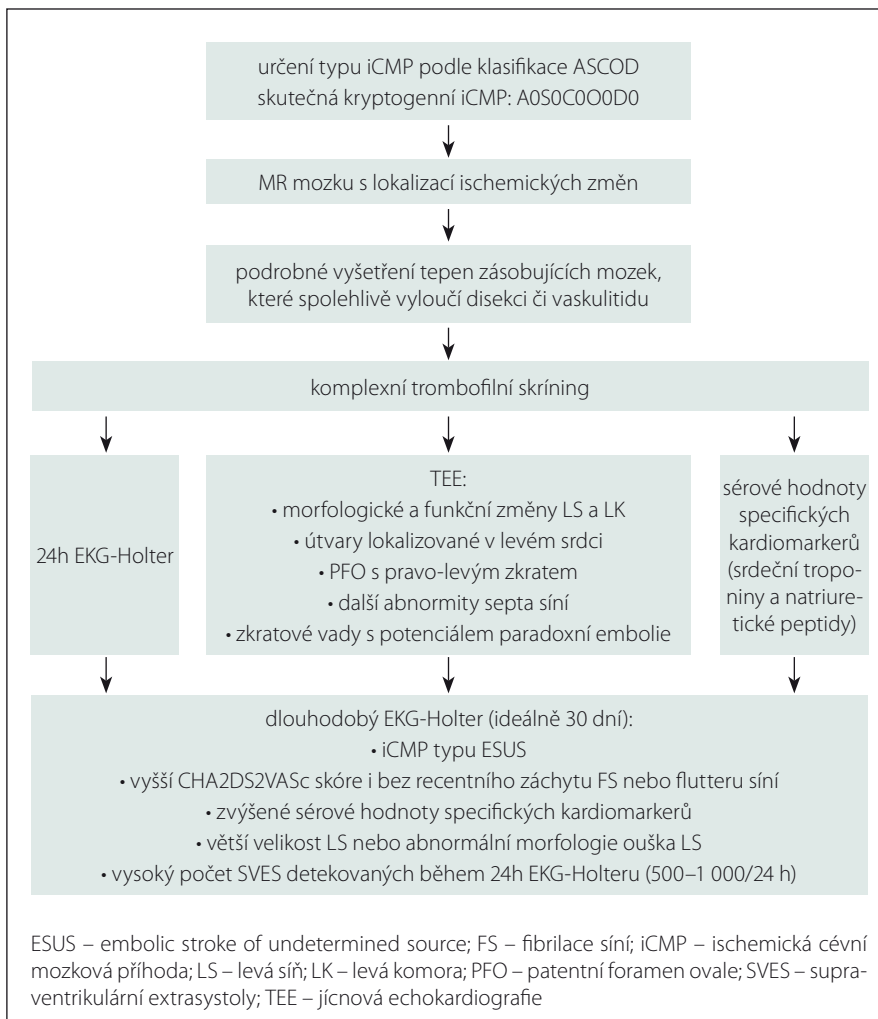 určení typu iCMP podle klasifikace ASCOD
skutečná kryptogenní iCMP: A0S0C0O0D0
MR mozku s lokalizací ischemických změn
podrobné vyšetření tepen zásobujících mozek,
které spolehlivě vyloučí disekci či vaskulitidu
komplexní trombofilní skríning
24h EKG-Holter
TEE:
• morfologické a funkční změny LS a LK
• útvary lokalizované v levém srdci
• PFO s pravo-levým zkratem
• další abnormity septa síní
• zkratové vady s potenciálem paradoxní embolie
sérové hodnoty
specifických
kardiomarkerů
(srdeční tropo-
niny a natriure-
tické peptidy)
dlouhodobý EKG-Holter (ideálně 30 dní):
• iCMP typu ESUS
• vyšší CHA2DS2VASc skóre i bez recentního záchytu FS nebo flutteru síní
• zvýšené sérové hodnoty specifických kardiomarkerů
• větší velikost LS nebo abnormální morfologie ouška LS
• vysoký počet SVES detekovaných během 24h EKG-Holteru (500–1 000/24 h)
ESUS – embolic stroke of undetermined source; FS – fibrilace síní; iCMP – ischemická cévní
mozková příhoda; LS – levá síň; LK – levá komora; PFO – patentní foramen ovale; SVES – supra-
ventrikulární extrasystoly; TEE – jícnová echokardiografie